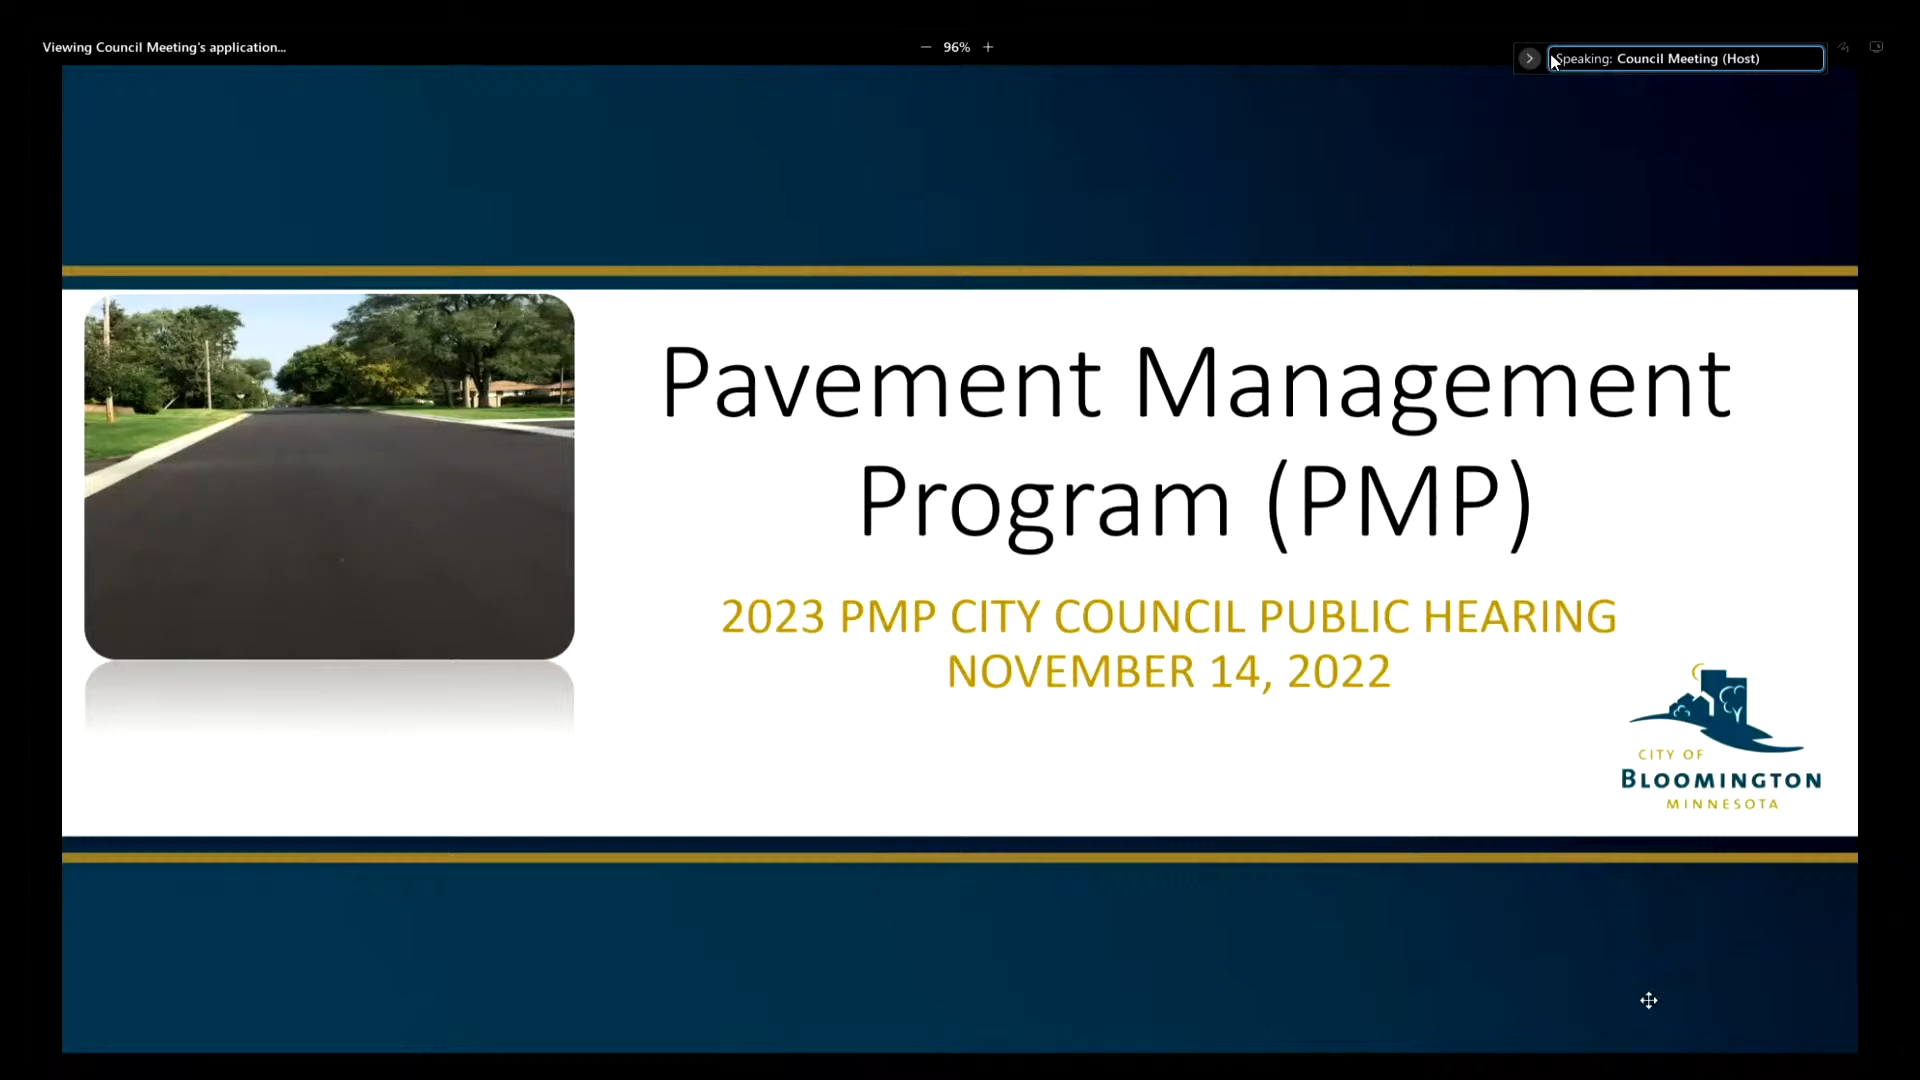 Viewing Council Meeting's application...
96%
Speaking: Council Meeting (Host)
Pavement Management
Program (PMP)
2023 PMP CITY COUNCIL PUBLIC HEARING
NOVEMBER 14, 2022
CITY OF
BLOOMINGTON
MINNESOTA